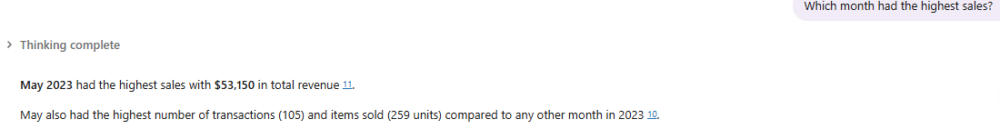 Which month had the highest sales?
Thinking complete
May 2023 had the highest sales with $53,150 in total revenue 11.
May also had the highest number of transactions (105) and items sold (259 units) compared to any other month in 2023 10.